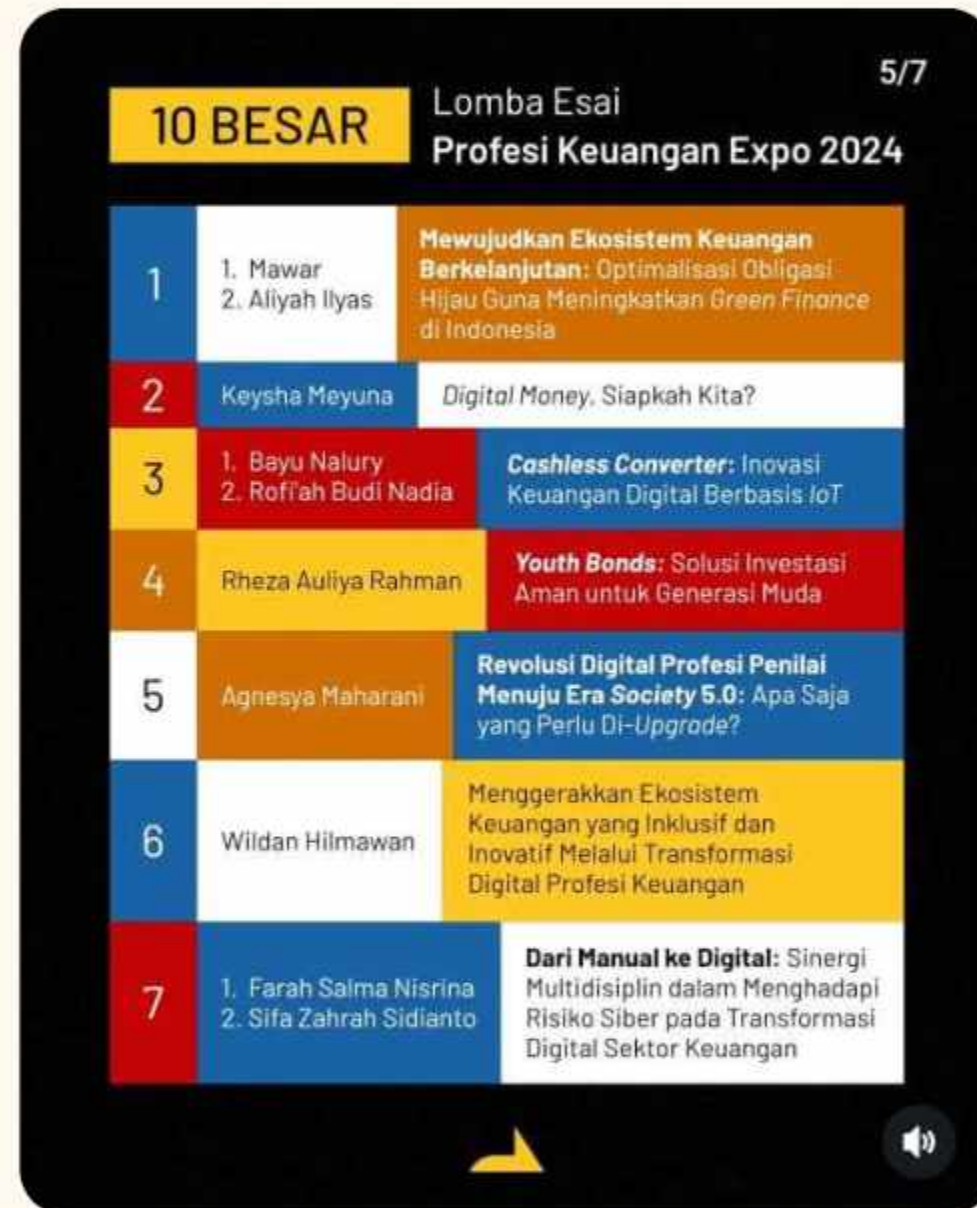 5/7
10 BESAR
Lomba Esai
Profesi Keuangan Expo 2024
1
1. Mawar
2. Aliyah Ilyas
Mewujudkan Ekosistem Keuangan
Berkelanjutan: Optimalisasi Obligasi
Hijau Guna Meningkatkan Green Finance
di Indonesia
2
Keysha Meyuna
Digital Money, Siapkah Kita?
3
1. Bayu Nalury
2. Rofi'ah Budi Nadia
Cashless Converter: Inovasi
Keuangan Digital Berbasis IoT
4
Rheza Auliya Rahman
Youth Bonds: Solusi Investasi
Aman untuk Generasi Muda
5
Agnesya Maharani
Revolusi Digital Profesi Penilai
Menuju Era Society 5.0: Apa Saja
yang Perlu Di-Upgrade?
6
Wildan Hilmawan
Menggerakkan Ekosistem
Keuangan yang Inklusif dan
Inovatif Melalui Transformasi
Digital Profesi Keuangan
7
1. Farah Salma Nisrina
2. Sifa Zahrah Sidianto
Dari Manual ke Digital: Sinergi
Multidisiplin dalam Menghadapi
Risiko Siber pada Transformasi
Digital Sektor Keuangan